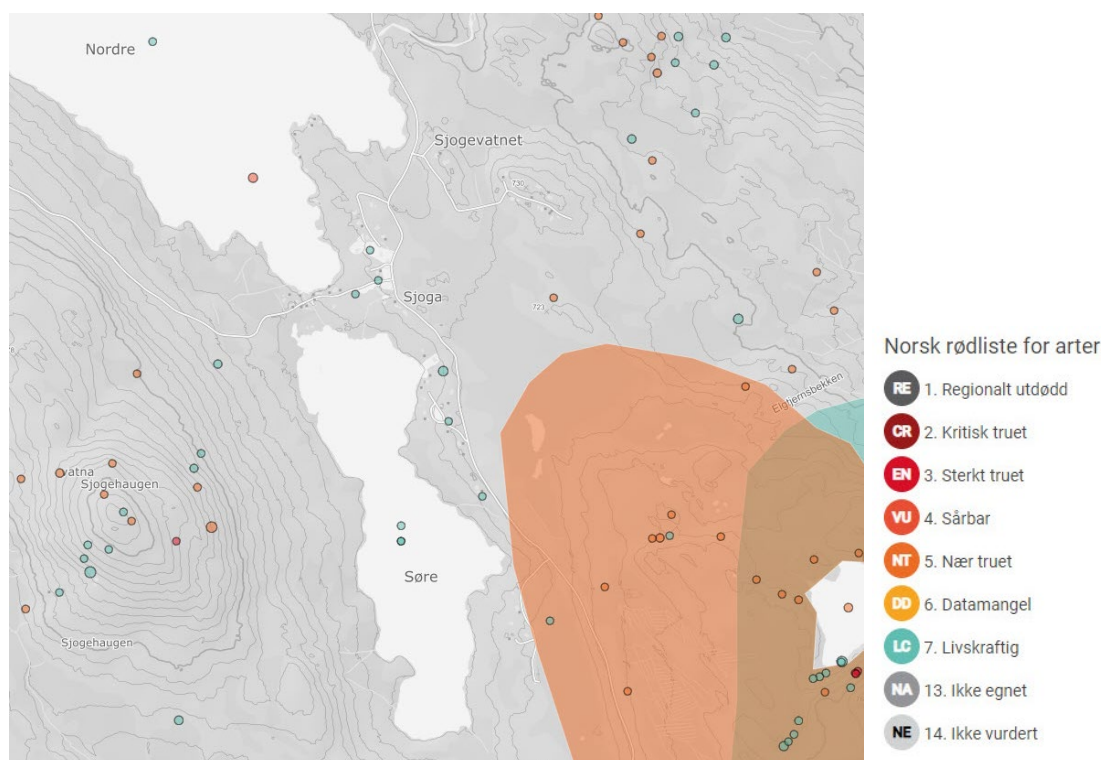 Nordre
Sjogevatnet
730
Sjoga
723
Elgtjernsbekken
vatna
Sjogehaugen
Søre
Sjogehaugen
Norsk rødliste for arter
RE 1. Regionalt utdødd
CR 2. Kritisk truet
EN 3. Sterkt truet
VU 4. Sårbar
NT 5. Nær truet
DD 6. Datamangel
LC 7. Livskraftig
NA 13. Ikke egnet
NE 14. Ikke vurdert